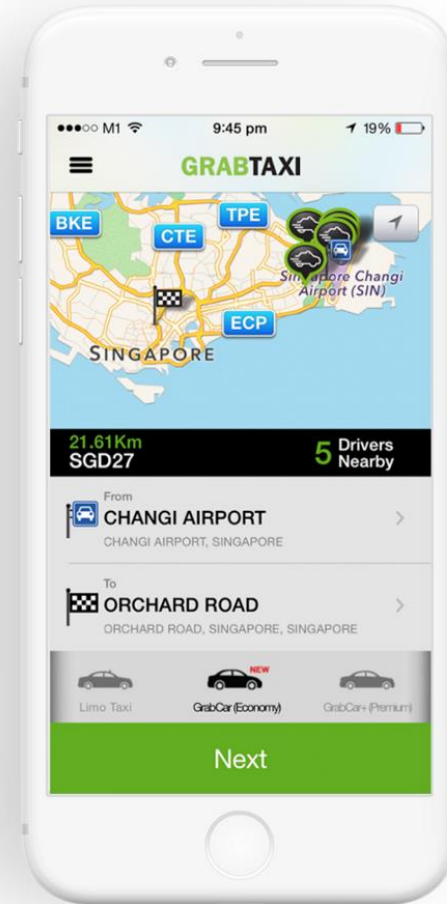 M1 9:45 pm 19%
GRABTAXI
BKE
CTE
TPE
Singapore Changi
Airport (SIN)
ECP
SINGAPORE
21.61Km
SGD27
5 Drivers
Nearby
From
CHANGI AIRPORT
CHANGI AIRPORT, SINGAPORE
To
ORCHARD ROAD
ORCHARD ROAD, SINGAPORE, SINGAPORE
NEW
Limo Taxi GrabCar (Economy) GrabCar+ (Premium)
Next